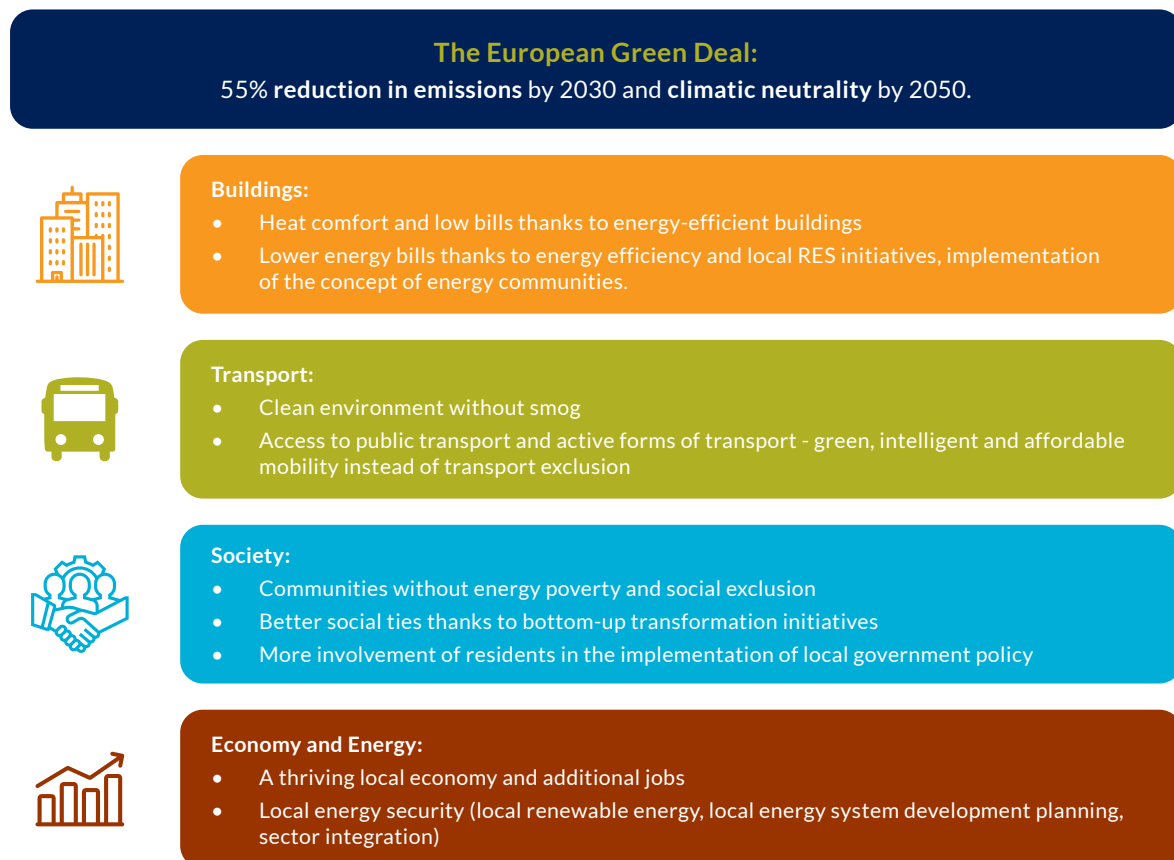 The European Green Deal:
55% reduction in emissions by 2030 and climatic neutrality by 2050.
Buildings:
• Heat comfort and low bills thanks to energy-efficient buildings
• Lower energy bills thanks to energy efficiency and local RES initiatives, implementation
of the concept of energy communities.
Transport:
• Clean environment without smog
• Access to public transport and active forms of transport - green, intelligent and affordable
mobility instead of transport exclusion
Society:
• Communities without energy poverty and social exclusion
• Better social ties thanks to bottom-up transformation initiatives
• More involvement of residents in the implementation of local government policy
Economy and Energy:
• A thriving local economy and additional jobs
• Local energy security (local renewable energy, local energy system development planning,
sector integration)